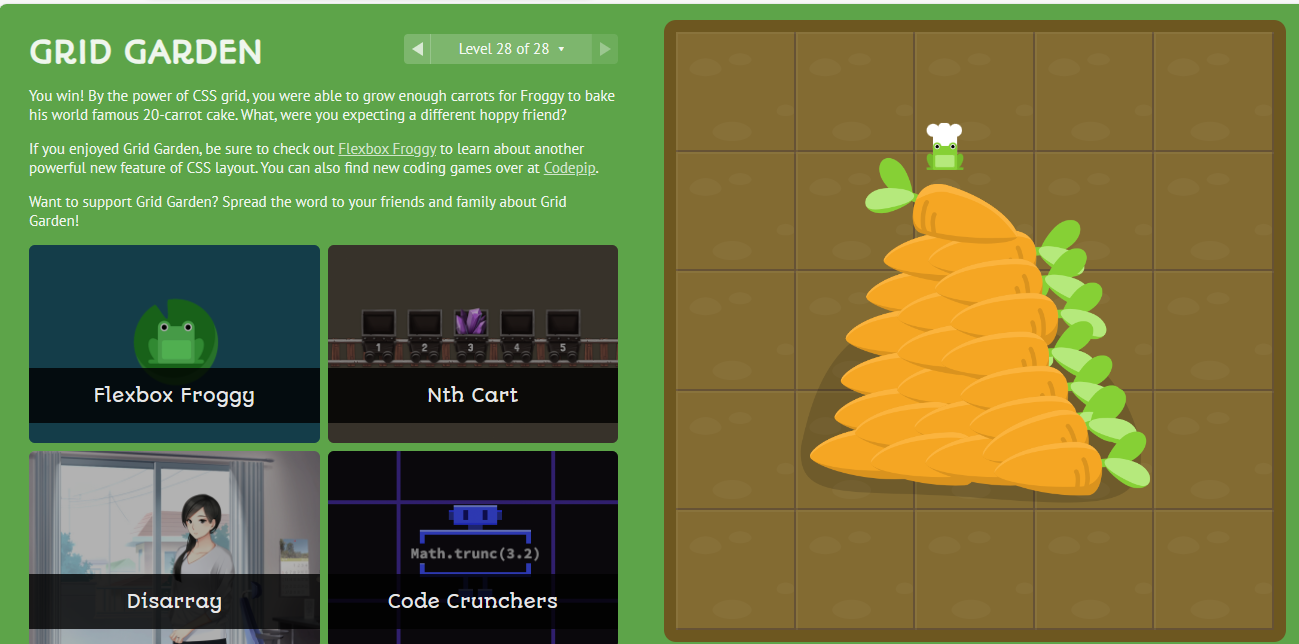 GRID GARDEN
Level 28 of 28
You win! By the power of CSS grid, you were able to grow enough carrots for Froggy to bake
his world famous 20-carrot cake. What, were you expecting a different hoppy friend?
If you enjoyed Grid Garden, be sure to check out Flexbox Froggy to learn about another
powerful new feature of CSS layout. You can also find new coding games over at Codepip.
Want to support Grid Garden? Spread the word to your friends and family about Grid
Garden!
Flexbox Froggy
1 2 3 4 5
Nth Cart
Disarray
Math.trunc(3.2)
Code Crunchers